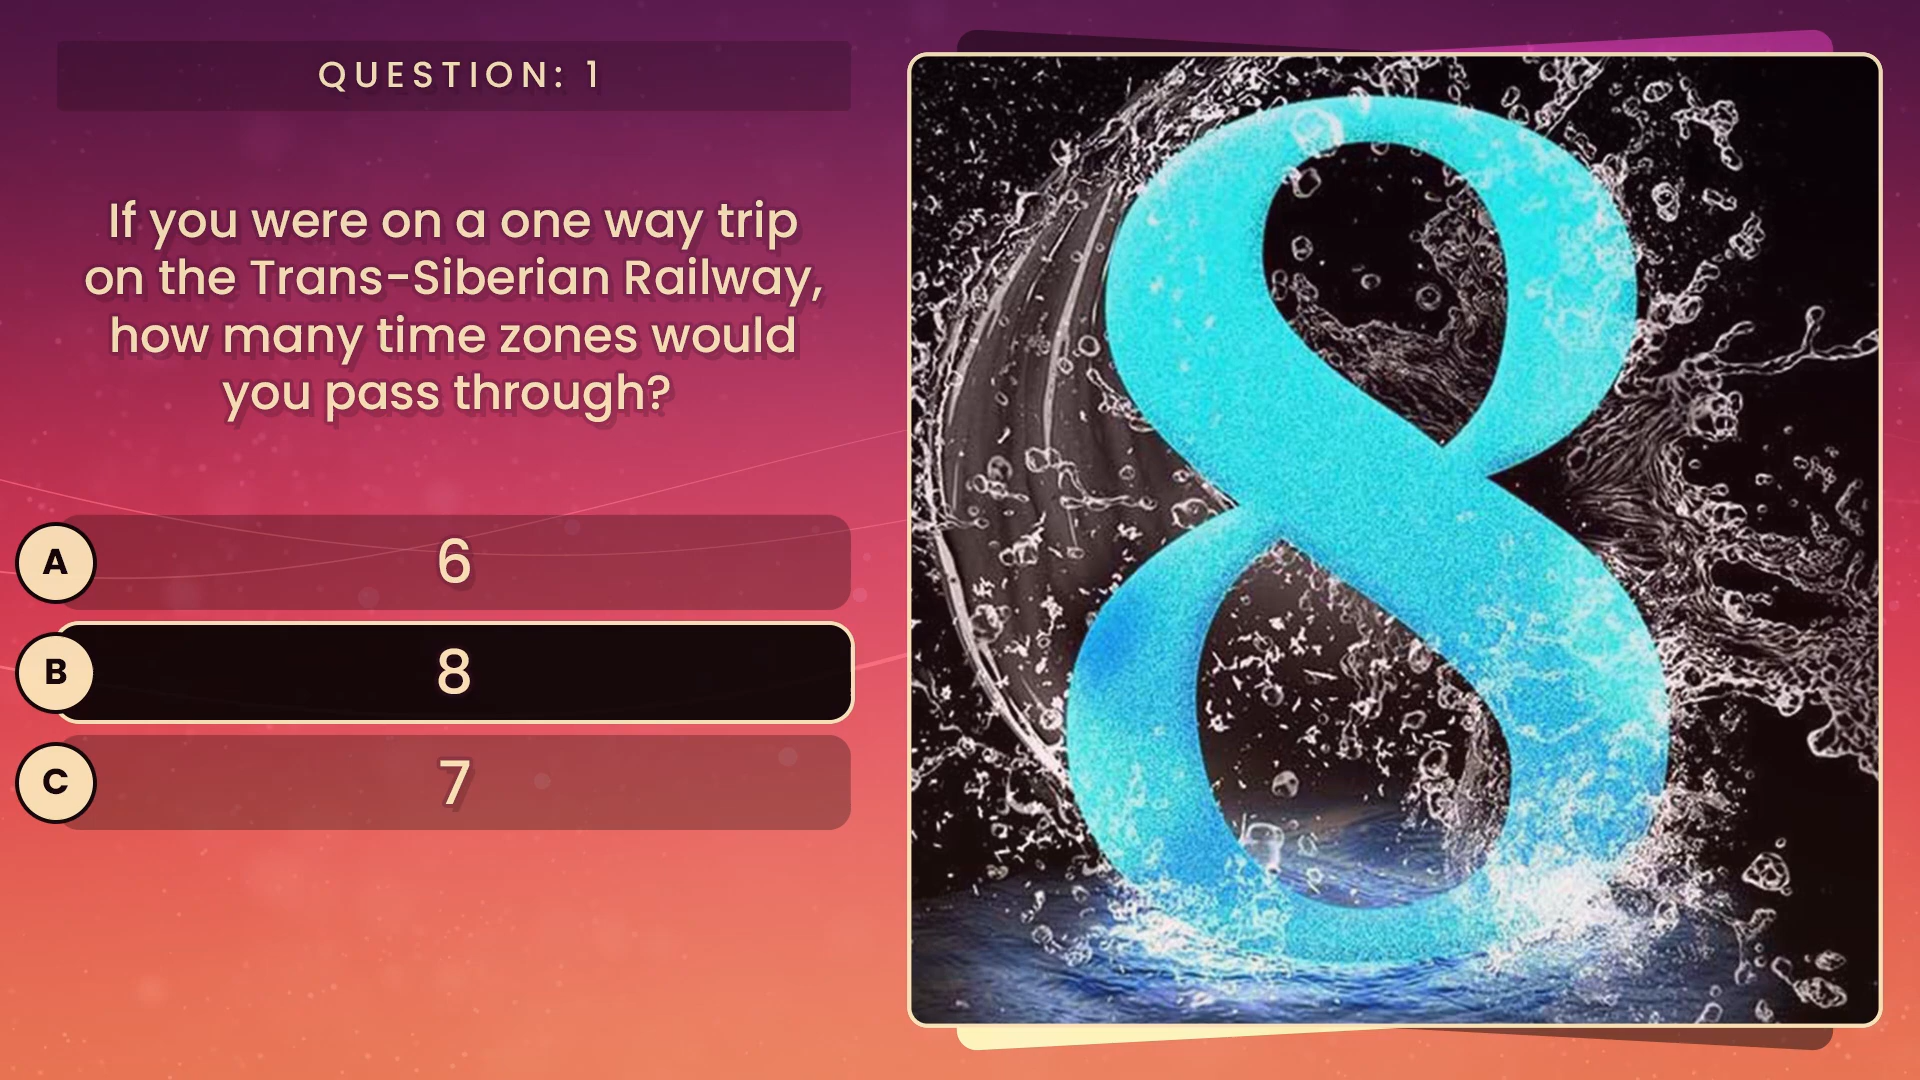 QUESTION: 1
If you were on a one way trip
on the Trans-Siberian Railway,
how many time zones would
you pass through?
A 6
B 8
C 7
8